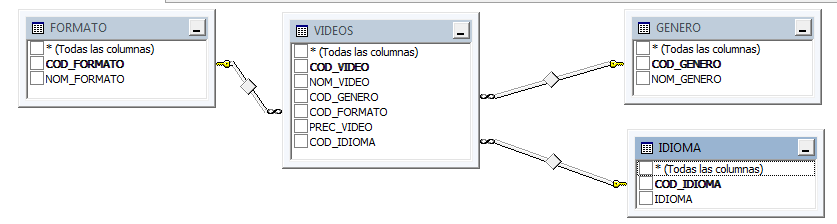 FORMATO
* (Todas las columnas)
COD_FORMATO
NOM_FORMATO
VIDEOS
* (Todas las columnas)
COD_VIDEO
NOM_VIDEO
COD_GENERO
COD_FORMATO
PREC_VIDEO
COD_IDIOMA
GENERO
* (Todas las columnas)
COD_GENERO
NOM_GENERO
IDIOMA
* (Todas las columnas)
COD_IDIOMA
IDIOMA